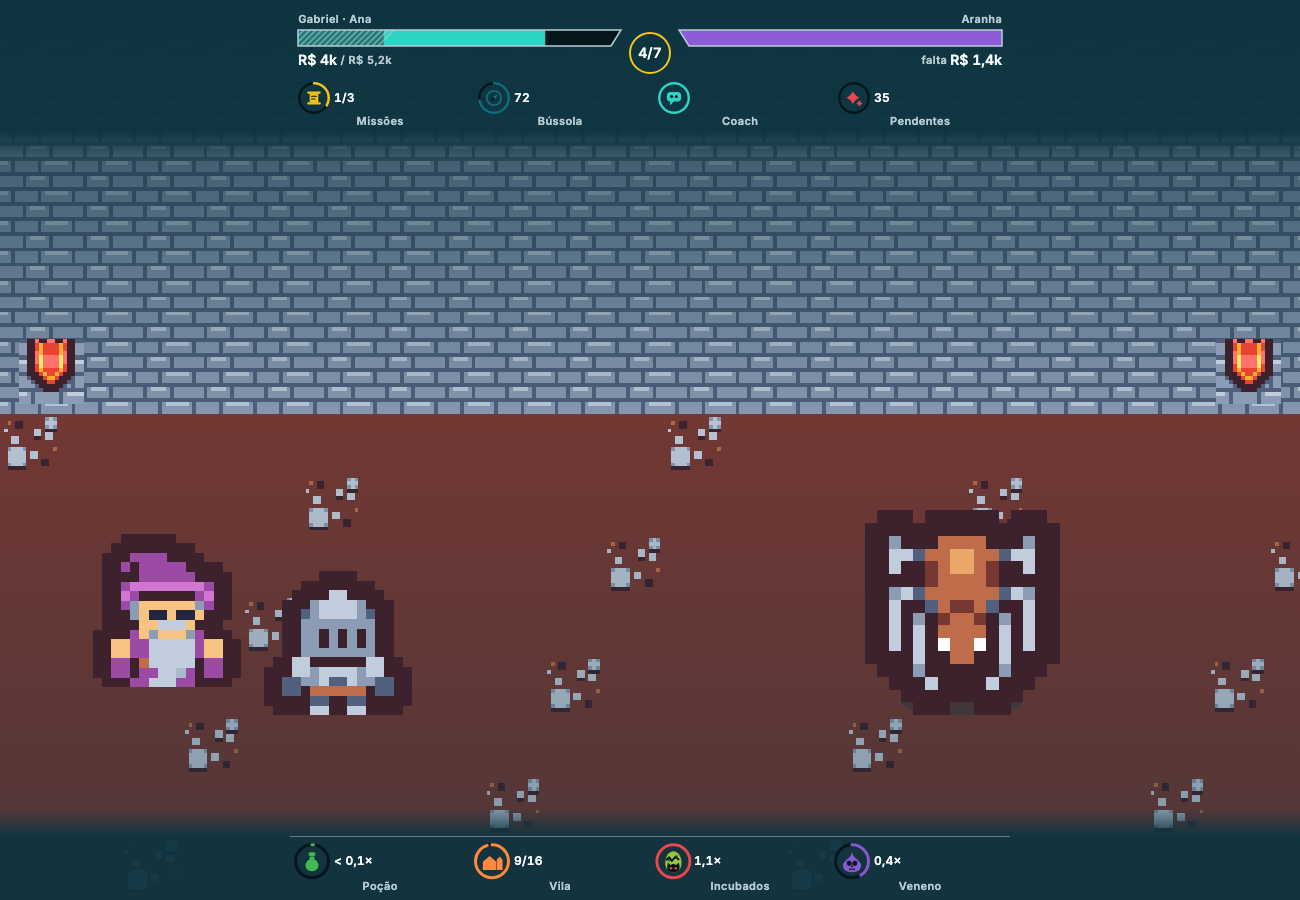 Gabriel · Ana
Aranha
4/7
R$ 4k / R$ 5,2k
falta R$ 1,4k
1/3
72
35
Missões
Bússola
Coach
Pendentes
< 0,1×
9/16
1,1×
0,4×
Poção
Vila
Incubados
Veneno